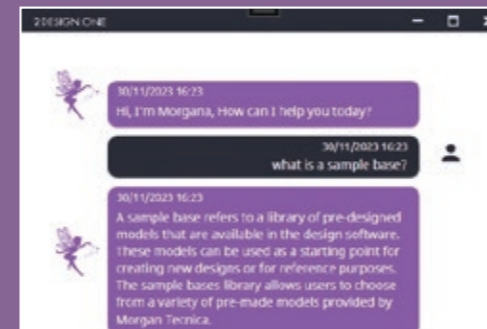 2DESIGN ONE
30/11/2023 16:23
Hi, I'm Morgana, How can I help you today?
30/11/2023 16:23
what is a sample base?
30/11/2023 16:23
A sample base refers to a library of pre-designed
models that are available in the design software.
These models can be used as a starting point for
creating new designs or for reference purposes.
The sample bases library allows users to choose
from a variety of pre-made models provided by
Morgan Tecnica.